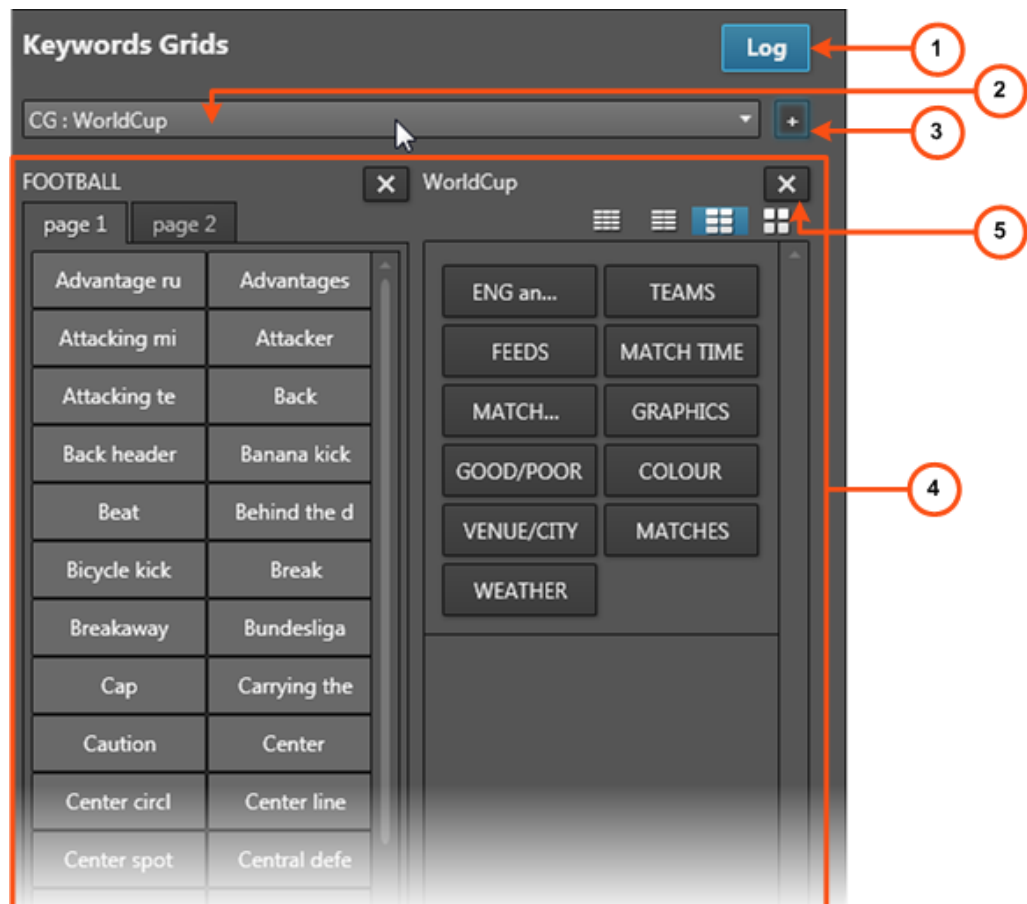 Keywords Grids
Log
1
2
CG : WorldCup
+
3
FOOTBALL
WorldCup
5
page 1 page 2
Advantage ru Advantages
Attacking mi Attacker
Attacking te Back
Back header Banana kick
Beat Behind the d
Bicycle kick Break
Breakaway Bundesliga
Cap Carrying the
Caution Center
Center circl Center line
Center spot Central defe
ENG an... TEAMS
FEEDS MATCH TIME
MATCH... GRAPHICS
GOOD/POOR COLOUR
VENUE/CITY MATCHES
WEATHER
4